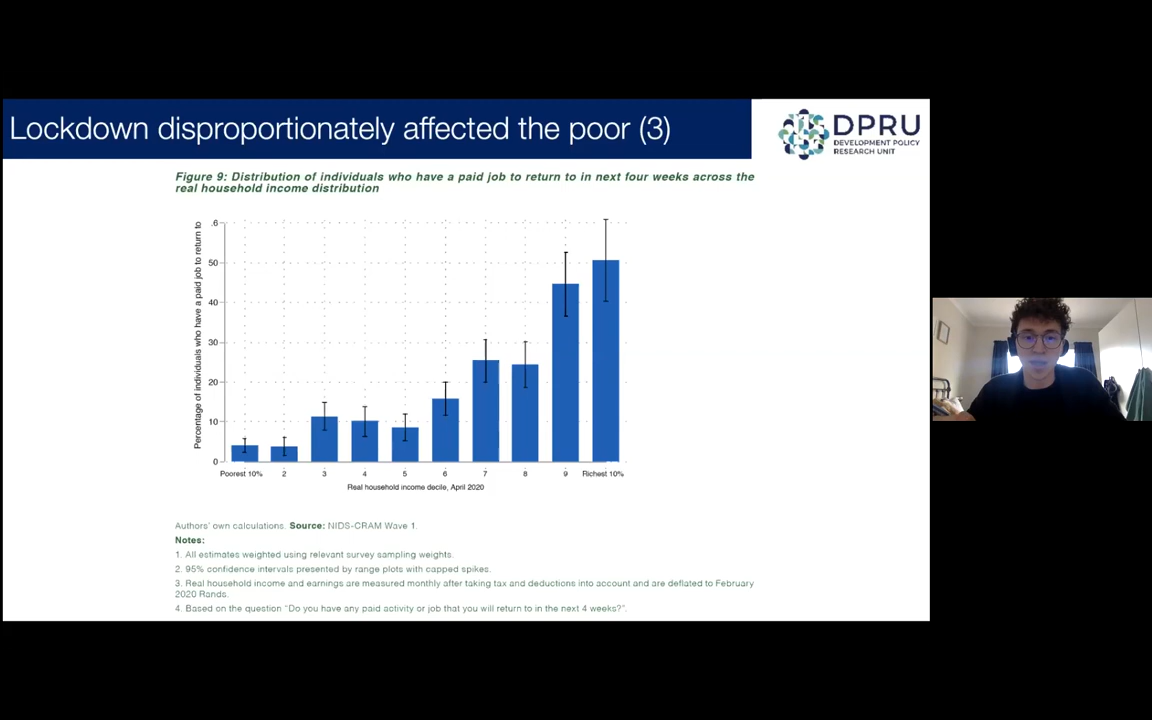 Lockdown disproportionately affected the poor (3)
DPRU
DEVELOPMENT POLICY
RESEARCH UNIT
Figure 9: Distribution of individuals who have a paid job to return to in next four weeks across the
real household income distribution
Percentage of individuals who have a paid job to return to
.6
50
40
30
20
10
0
Poorest 10% 2 3 4 5 6 7 8 9 Richest 10%
Real household income decile, April 2020
Authors' own calculations. Source: NIDS-CRAM Wave 1.
Notes:
1. All estimates weighted using relevant survey sampling weights.
2. 95% confidence intervals presented by range plots with capped spikes.
3. Real household income and earnings are measured monthly after taking tax and deductions into account and are deflated to February
2020 Rands.
4. Based on the question "Do you have any paid activity or job that you will return to in the next 4 weeks?".